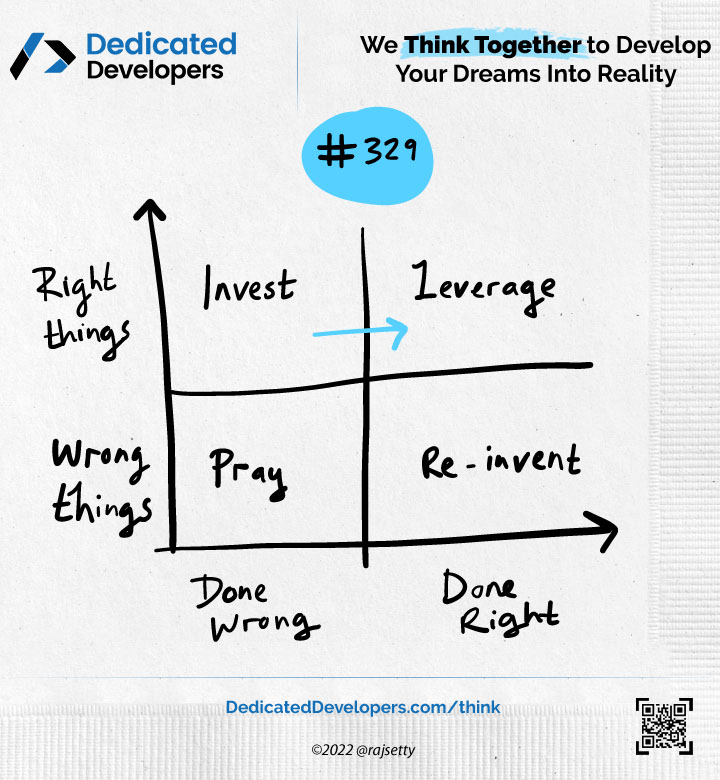 Dedicated
Developers
We Think Together to Develop
Your Dreams Into Reality
#329
Right
things
Invest
Leverage
Wrong
things
Pray
Re-invent
Done
Wrong
Done
Right
DedicatedDevelopers.com/think
©2022 @rajsetty